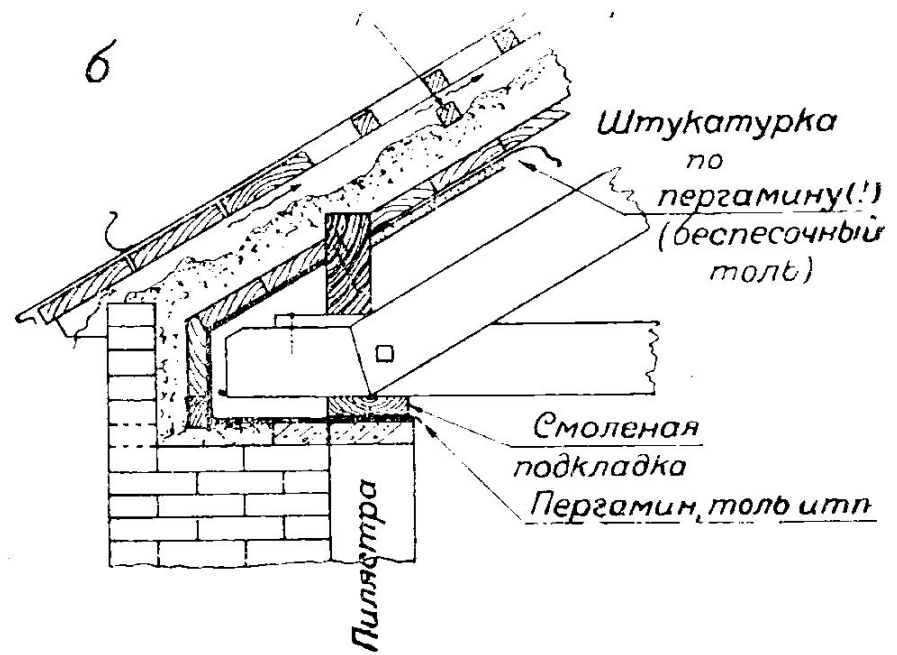 б
Штукатурка
по
пергамину(!)
(беспесочный
толь)
Смоленая
подкладка
Пергамин, толь итп
Пилястра